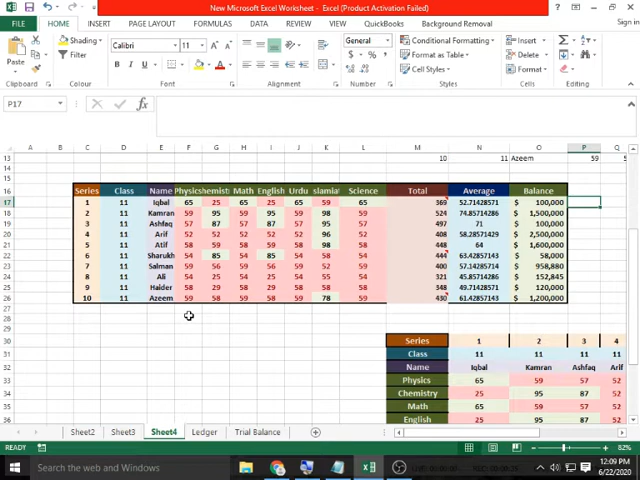 New Microsoft Excel Worksheet - Excel (Product Activation Failed)
FILE HOME INSERT PAGE LAYOUT FORMULAS DATA REVIEW VIEW QuickBooks Background Removal Sign in
Shading Calibri 11 General Conditional Formatting Insert
Paste Filter B I U Format as Table Delete
Cell Styles Format
Clipboard Font Alignment Number Styles Cells Editing
P17
A B C D E F G H I J K L M N O P Q
13 10 11 Azeem 59
15
16 Series Class Name Physics Chemistr Math English Urdu slamiat Science Total Average Balance
17 1 11 Iqbal 65 25 65 25 65 59 65 369 52.71428571 $ 100,000
18 2 11 Kamran 59 95 59 95 59 98 59 524 74.85714286 $ 1,500,000
19 3 11 Ashfaq 57 87 57 87 57 95 57 497 71 $ 100,000
20 4 11 Arif 52 52 52 52 52 96 52 408 58.28571429 $ 2,500,000
21 5 11 Atif 58 59 58 59 58 98 58 448 64 $ 1,600,000
22 6 11 Sharukh 54 85 54 85 54 58 54 444 63.42857143 $ 58,000
23 7 11 Salman 59 56 59 56 59 52 59 400 57.14285714 $ 958,880
24 8 11 Ali 25 54 25 54 54 55 54 321 45.85714286 $ 152,845
25 9 11 Haider 58 29 58 29 58 58 58 348 49.71428571 $ 120,000
26 10 11 Azeem 59 58 59 58 59 78 59 430 61.42857143 $ 1,200,000
27
28
29
30 Series 1 2 3 4
31 Class 11 11 11 11
32 Name Iqbal Kamran Ashfaq Arif
33 Physics 65 59 57 52
34 Chemistry 25 95 87 52
35 Math 65 59 57 52
36 English 25 95 87 52
Sheet2 Sheet3 Sheet4 Ledger Trial Balance
READY 82%
Search the web and Windows 12:09 PM
6/22/2020